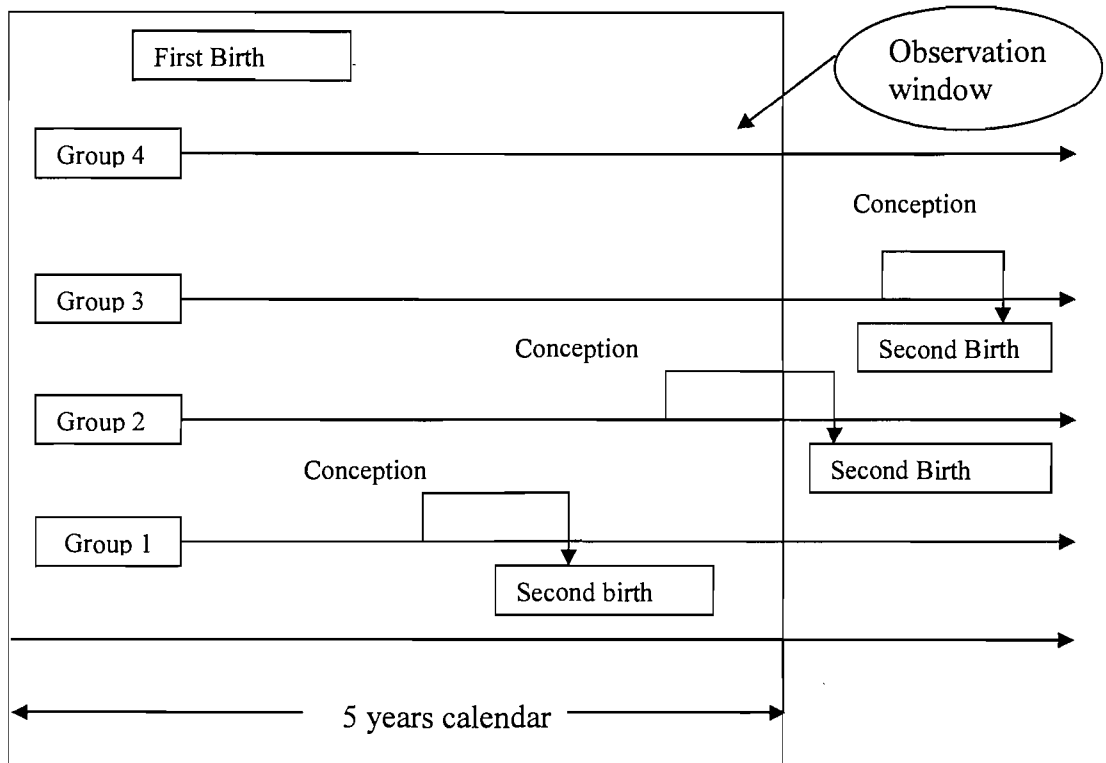 First Birth
Observation
window
Group 4
Conception
Group 3
Second Birth
Conception
Group 2
Second Birth
Conception
Group 1
Second birth
5 years calendar